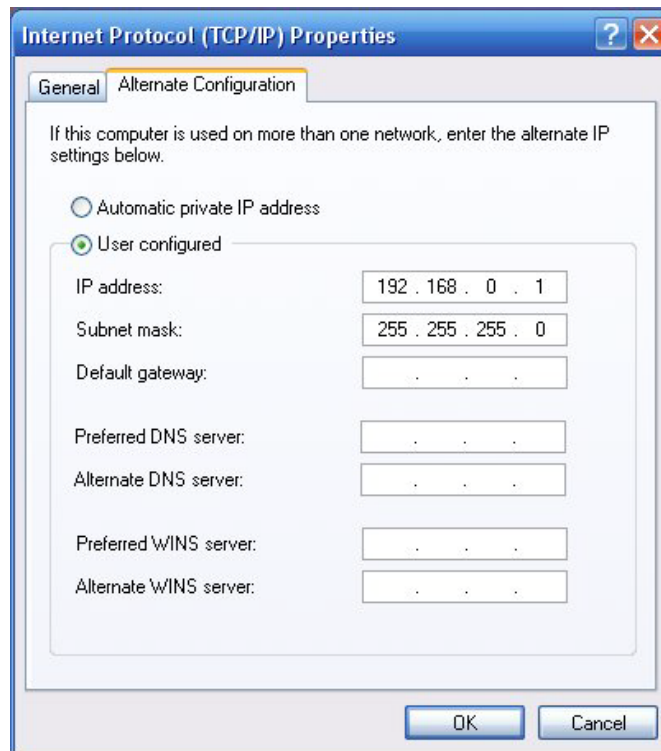 Internet Protocol (TCP/IP) Properties
General
Alternate Configuration
If this computer is used on more than one network, enter the alternate IP
settings below.
Automatic private IP address
User configured
IP address: 192 . 168 . 0 . 1
Subnet mask: 255 . 255 . 255 . 0
Default gateway: . . .
Preferred DNS server: . . .
Alternate DNS server: . . .
Preferred WINS server: . . .
Alternate WINS server: . . .
OK Cancel